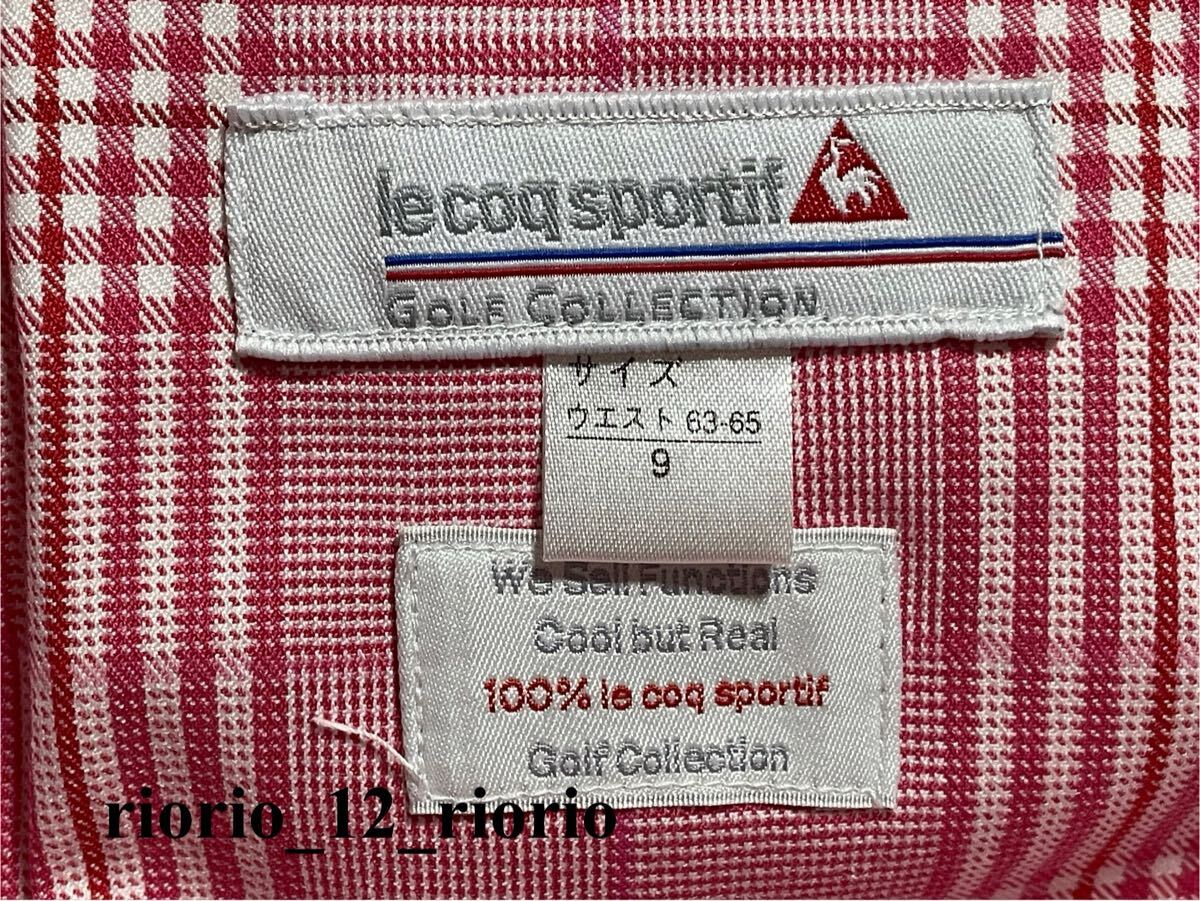 le coq sportif
GOLF COLLECTION
サイズ
ウエスト 63-65
9
We Sell Functions
Cool but Real
100% le coq sportif
Golf Collection
riorio_12_riorio